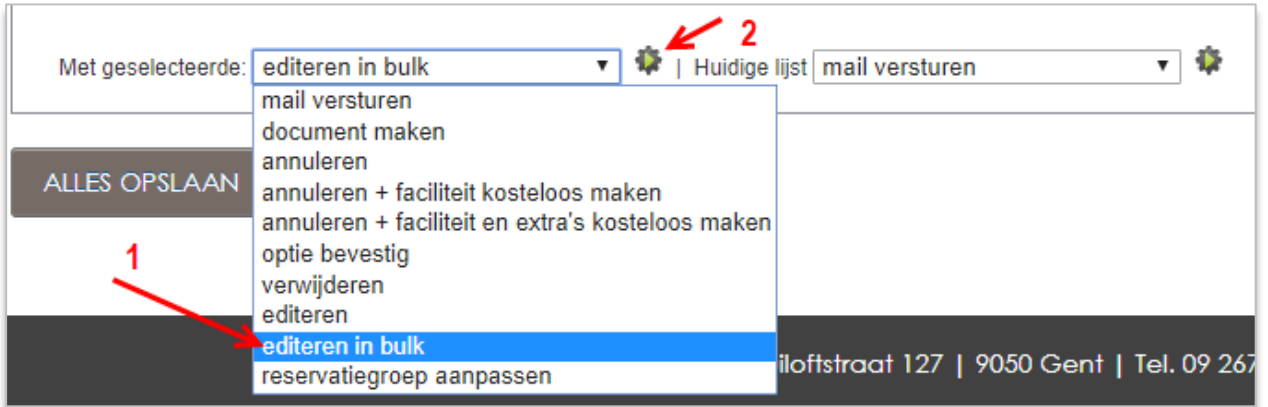 2
Met geselecteerde: editeren in bulk | Huidige lijst mail versturen
mail versturen
document maken
annuleren
ALLES OPSLAAN
annuleren + faciliteit kosteloos maken
annuleren + faciliteit en extra's kosteloos maken
1
optie bevestig
verwijderen
editeren
editeren in bulk
reservatiegroep aanpassen
iloftstraat 127 | 9050 Gent | Tel. 09 267